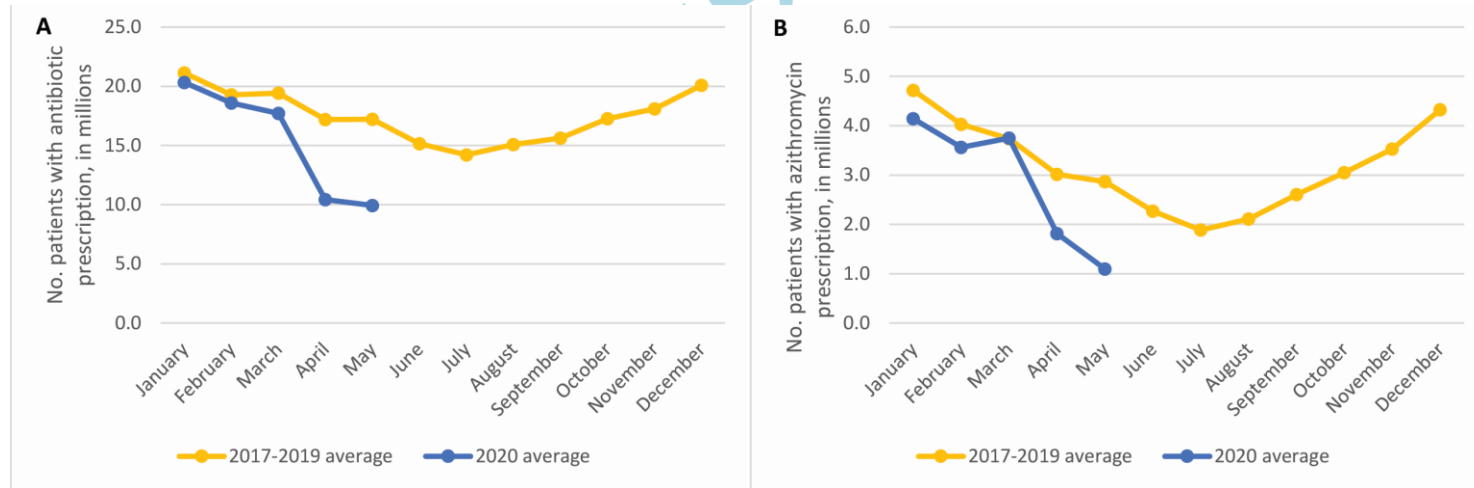 A
No. patients with antibiotic
prescription, in millions
25.0
20.0
15.0
10.0
5.0
0.0
January
February
March
April
May
June
July
August
September
October
November
December
2017-2019 average
2020 average
B
No. patients with azithromycin
prescription, in millions
6.0
5.0
4.0
3.0
2.0
1.0
0.0
January
February
March
April
May
June
July
August
September
October
November
December
2017-2019 average
2020 average